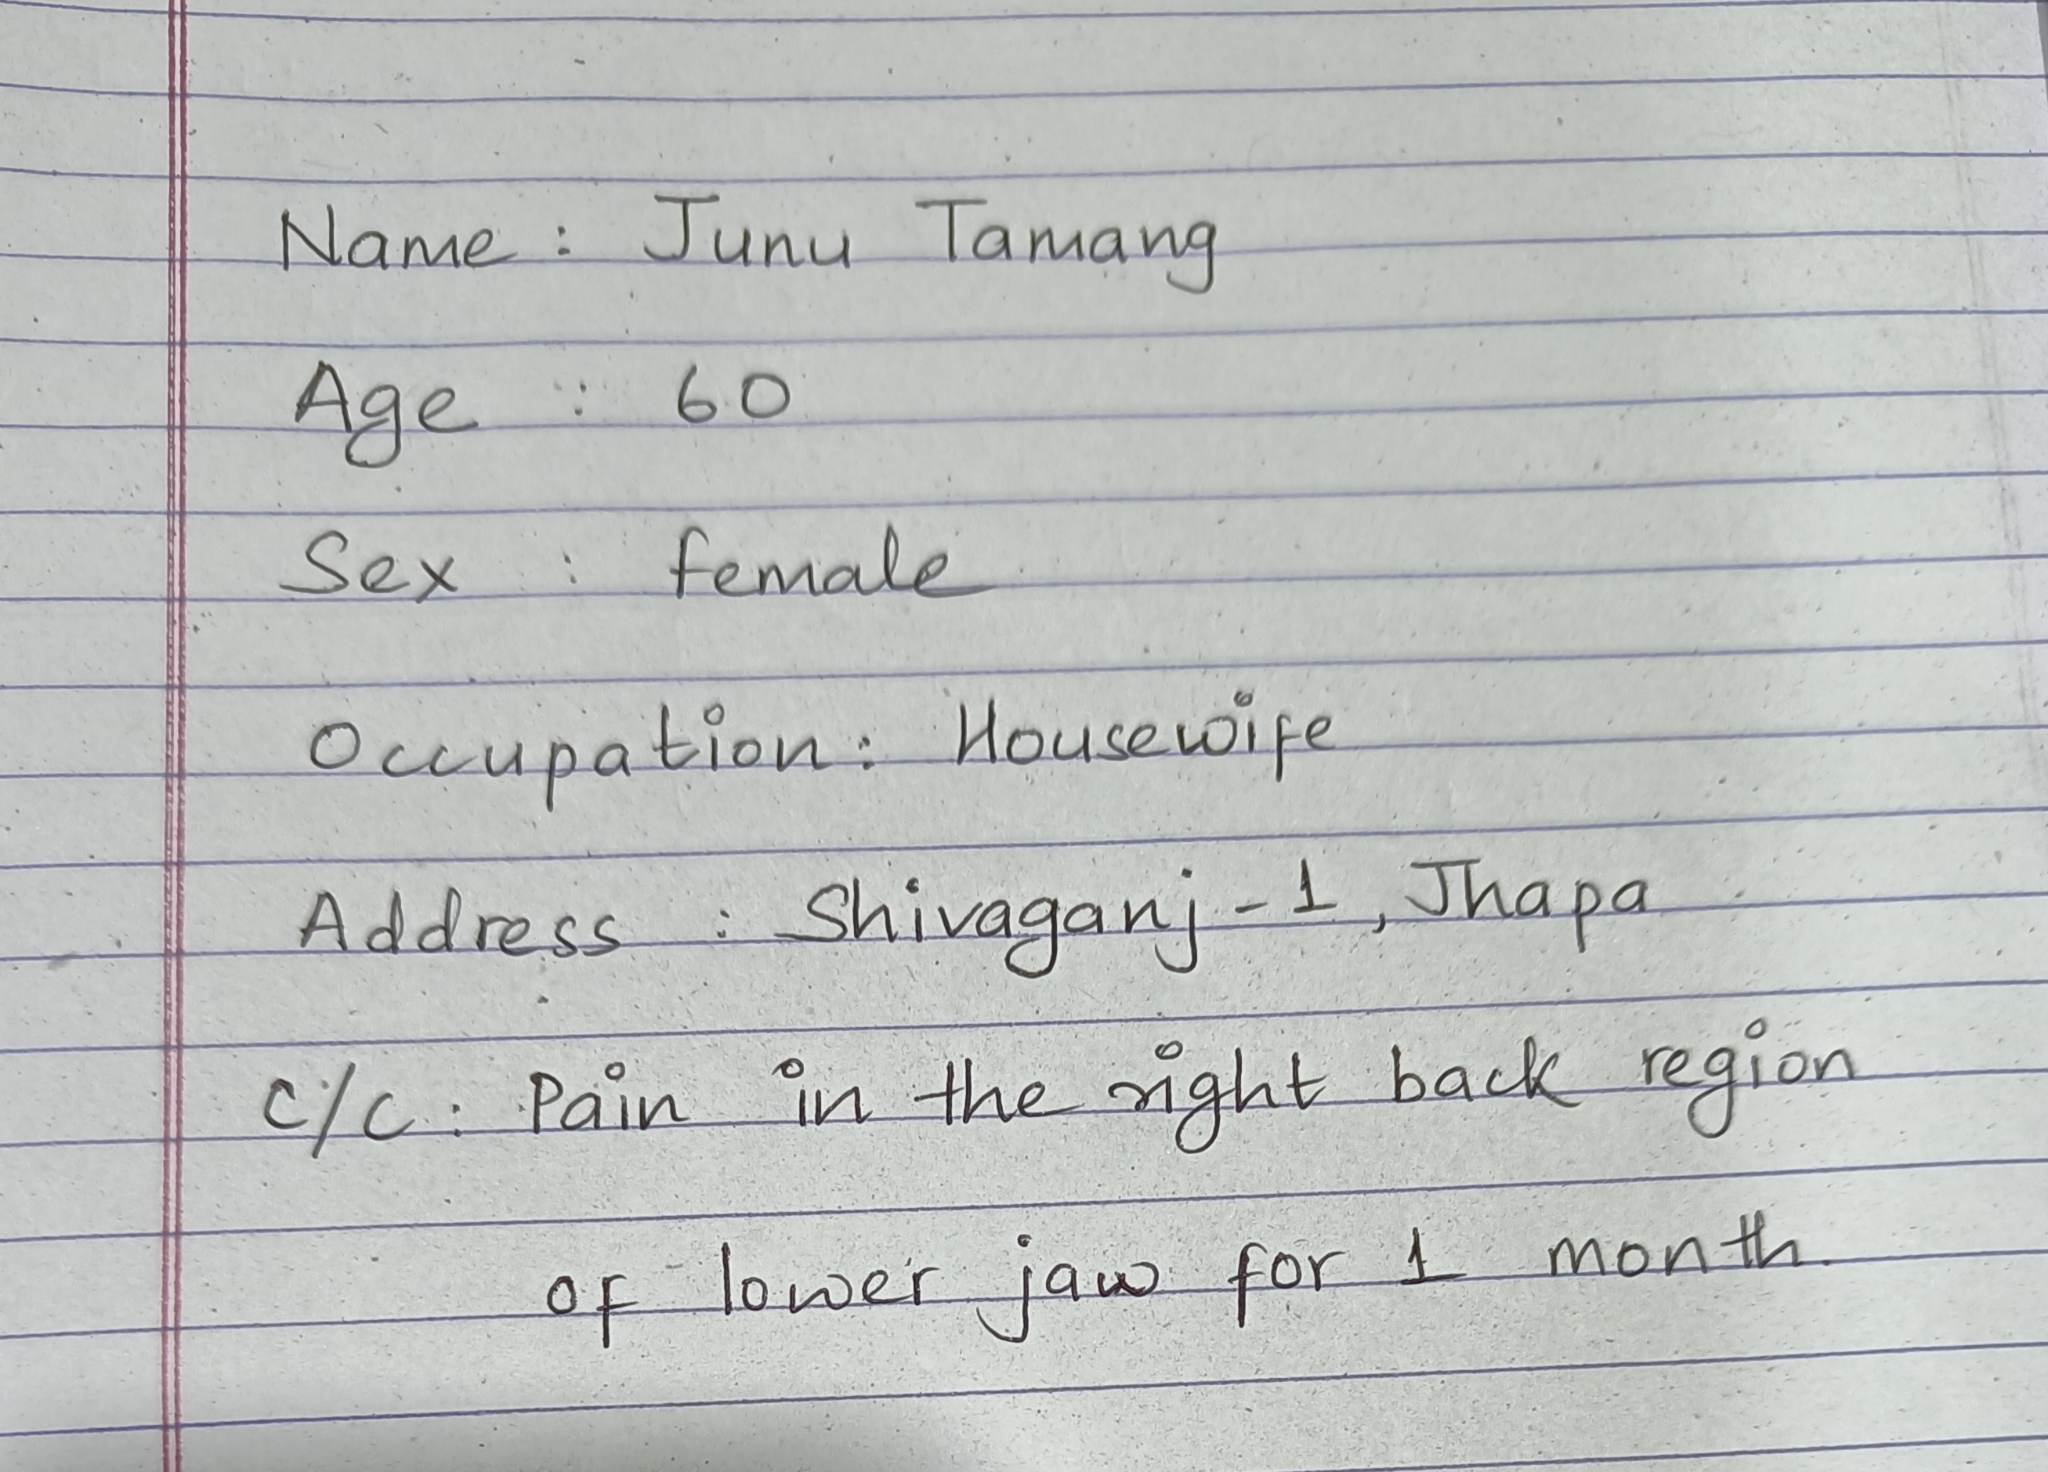 Name : Junu Tamang
Age : 60
Sex : female
Occupation : Housewife
Address : Shivaganj - 1, Jhapa
C/C : Pain in the right back region
of lower jaw for 1 month.